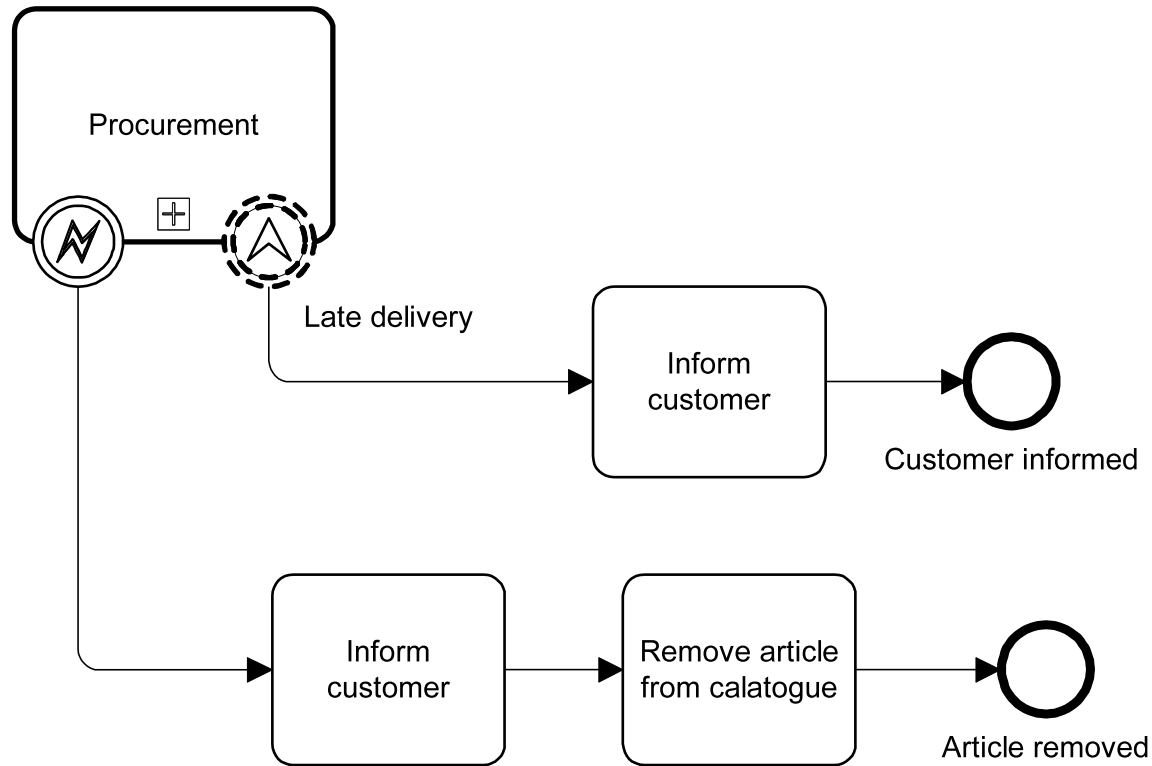 Procurement
Late delivery
Inform
customer
Customer informed
Inform
customer
Remove article
from calatogue
Article removed